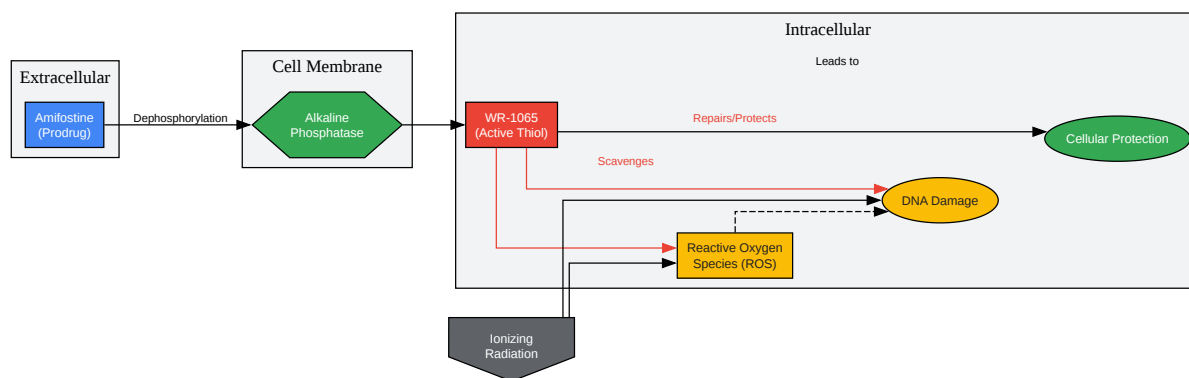 Extracellular
Amifostine
(Prodrug)
Dephosphorylation
Cell Membrane
Alkaline
Phosphatase
Intracellular
Leads to
WR-1065
(Active Thiol)
Repairs/Protects
Cellular Protection
Scavenges
DNA Damage
Reactive Oxygen
Species (ROS)
Ionizing
Radiation